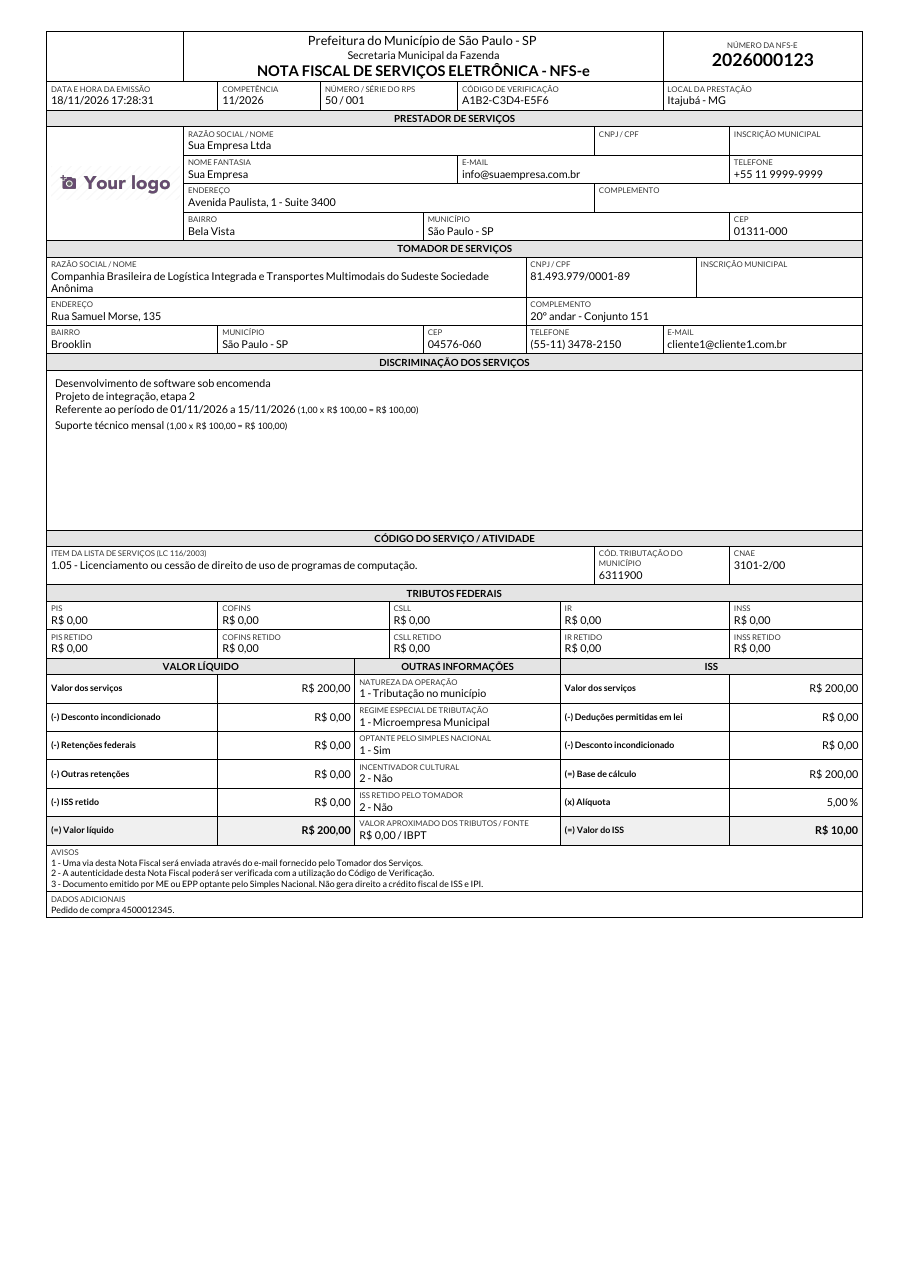 Prefeitura do Município de São Paulo - SP
Secretaria Municipal da Fazenda
NOTA FISCAL DE SERVIÇOS ELETRÔNICA - NFS-e
NÚMERO DA NFS-E
2026000123
DATA E HORA DA EMISSÃO
18/11/2026 17:28:31
COMPETÊNCIA
11/2026
NÚMERO / SÉRIE DO RPS
50 / 001
CÓDIGO DE VERIFICAÇÃO
A1B2-C3D4-E5F6
LOCAL DA PRESTAÇÃO
Itajubá - MG
PRESTADOR DE SERVIÇOS
Your logo
RAZÃO SOCIAL / NOME
Sua Empresa Ltda
CNPJ / CPF
INSCRIÇÃO MUNICIPAL
NOME FANTASIA
Sua Empresa
E-MAIL
info@suaempresa.com.br
TELEFONE
+55 11 9999-9999
ENDEREÇO
Avenida Paulista, 1 - Suite 3400
COMPLEMENTO
BAIRRO
Bela Vista
MUNICÍPIO
São Paulo - SP
CEP
01311-000
TOMADOR DE SERVIÇOS
RAZÃO SOCIAL / NOME
Companhia Brasileira de Logística Integrada e Transportes Multimodais do Sudeste Sociedade
Anônima
CNPJ / CPF
81.493.979/0001-89
INSCRIÇÃO MUNICIPAL
ENDEREÇO
Rua Samuel Morse, 135
COMPLEMENTO
20º andar - Conjunto 151
BAIRRO
Brooklin
MUNICÍPIO
São Paulo - SP
CEP
04576-060
TELEFONE
(55-11) 3478-2150
E-MAIL
cliente1@cliente1.com.br
DISCRIMINAÇÃO DOS SERVIÇOS
Desenvolvimento de software sob encomenda
Projeto de integração, etapa 2
Referente ao período de 01/11/2026 a 15/11/2026 (1,00 x R$ 100,00 = R$ 100,00)
Suporte técnico mensal (1,00 x R$ 100,00 = R$ 100,00)
CÓDIGO DO SERVIÇO / ATIVIDADE
ITEM DA LISTA DE SERVIÇOS (LC 116/2003)
1.05 - Licenciamento ou cessão de direito de uso de programas de computação.
CÓD. TRIBUTAÇÃO DO
MUNICÍPIO
6311900
CNAE
3101-2/00
TRIBUTOS FEDERAIS
PIS
R$ 0,00
COFINS
R$ 0,00
CSLL
R$ 0,00
IR
R$ 0,00
INSS
R$ 0,00
PIS RETIDO
R$ 0,00
COFINS RETIDO
R$ 0,00
CSLL RETIDO
R$ 0,00
IR RETIDO
R$ 0,00
INSS RETIDO
R$ 0,00
VALOR LÍQUIDO
OUTRAS INFORMAÇÕES
ISS
Valor dos serviços
R$ 200,00
NATUREZA DA OPERAÇÃO
1 - Tributação no município
Valor dos serviços
R$ 200,00
(-) Desconto incondicionado
R$ 0,00
REGIME ESPECIAL DE TRIBUTAÇÃO
1 - Microempresa Municipal
(-) Deduções permitidas em lei
R$ 0,00
(-) Retenções federais
R$ 0,00
OPTANTE PELO SIMPLES NACIONAL
1 - Sim
(-) Desconto incondicionado
R$ 0,00
(-) Outras retenções
R$ 0,00
INCENTIVADOR CULTURAL
2 - Não
(=) Base de cálculo
R$ 200,00
(-) ISS retido
R$ 0,00
ISS RETIDO PELO TOMADOR
2 - Não
(x) Alíquota
5,00 %
(=) Valor líquido
R$ 200,00
VALOR APROXIMADO DOS TRIBUTOS / FONTE
R$ 0,00 / IBPT
(=) Valor do ISS
R$ 10,00
AVISOS
1 - Uma via desta Nota Fiscal será enviada através do e-mail fornecido pelo Tomador dos Serviços.
2 - A autenticidade desta Nota Fiscal poderá ser verificada com a utilização do Código de Verificação.
3 - Documento emitido por ME ou EPP optante pelo Simples Nacional. Não gera direito a crédito fiscal de ISS e IPI.
DADOS ADICIONAIS
Pedido de compra 4500012345.